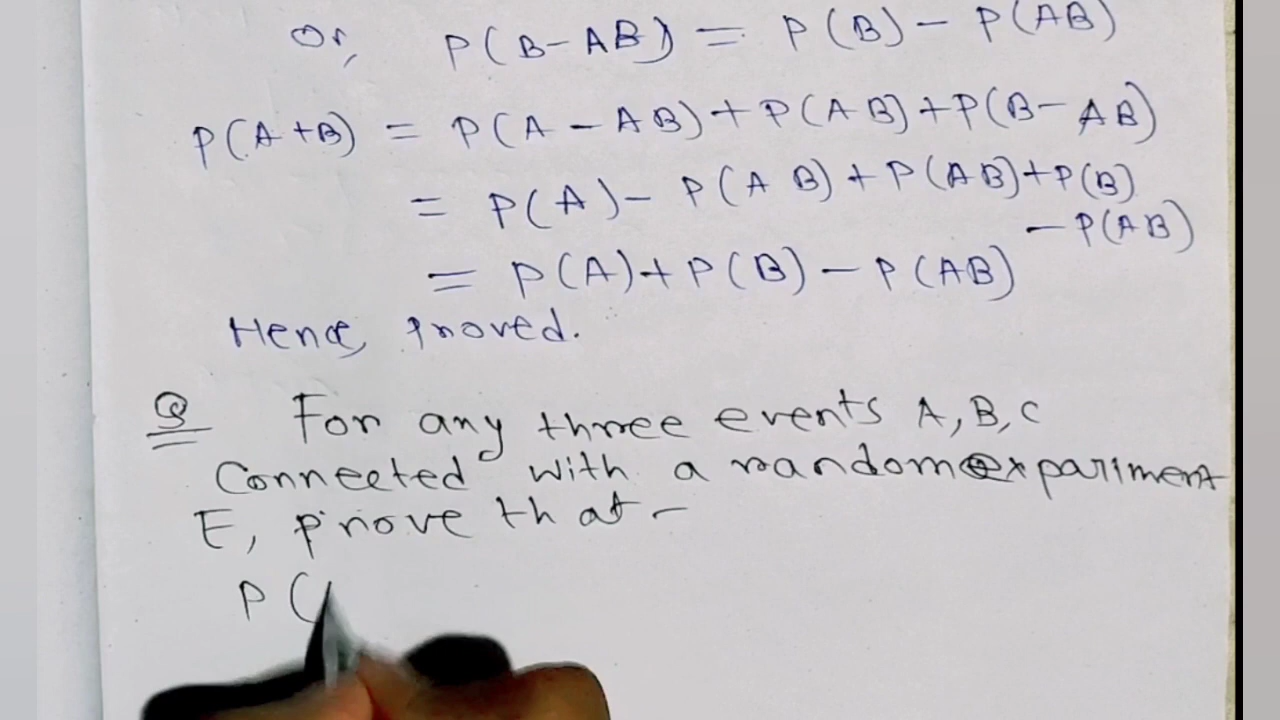 Or, P(B-AB) = P(B) - P(AB)
P(A+B) = P(A - AB) + P(AB) + P(B - AB)
= P(A) - P(AB) + P(AB) + P(B)
- P(AB)
= P(A) + P(B) - P(AB)
Hence, proved.
Q For any three events A, B, C
Connected with a random expariment
E, prove that -
P (